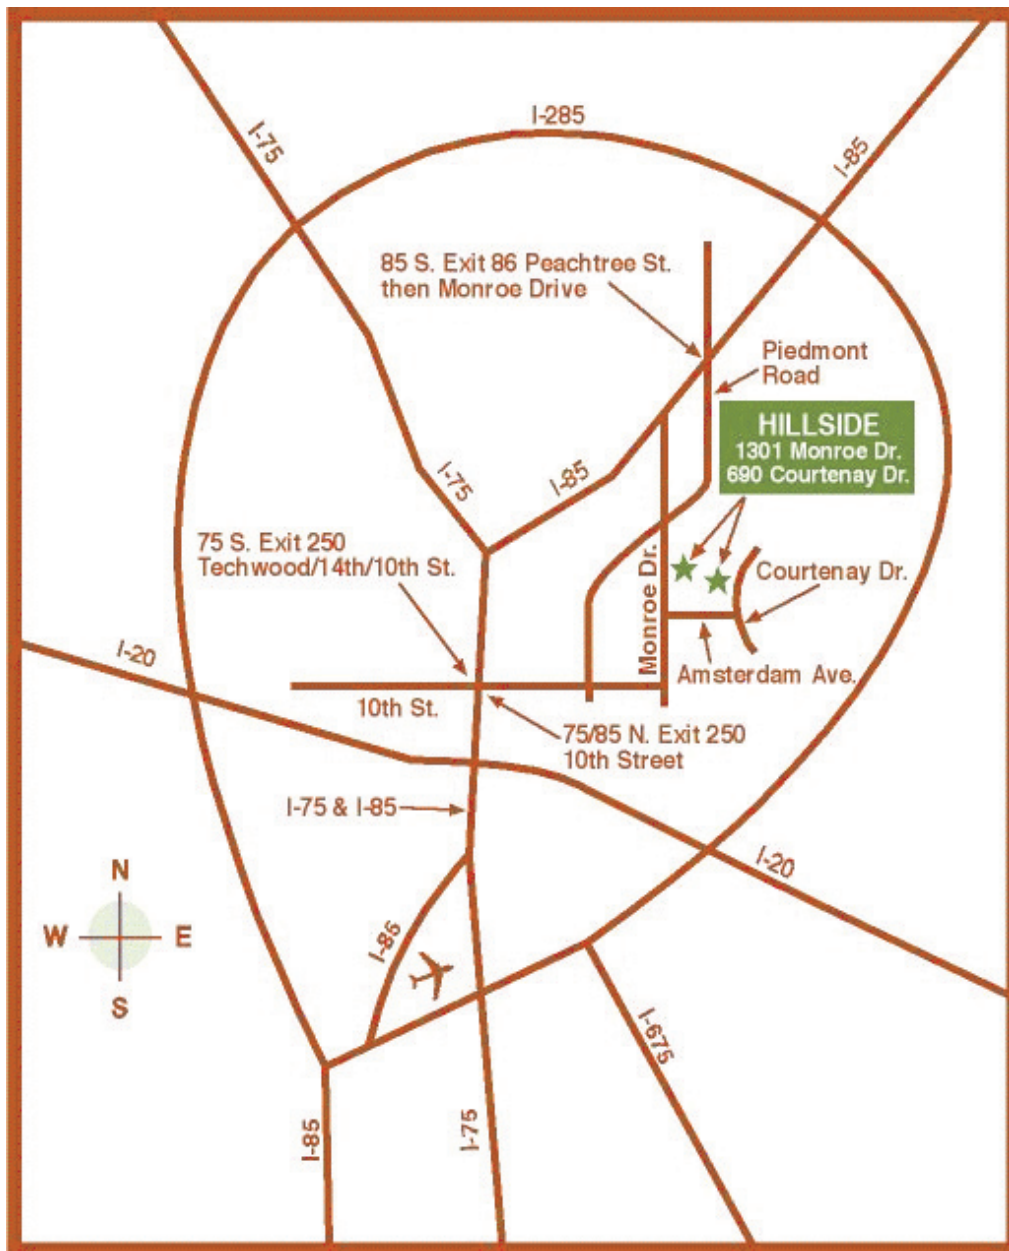 I-285
I-75
I-85
85 S. Exit 86 Peachtree St.
then Monroe Drive
Piedmont
Road
HILLSIDE
1301 Monroe Dr.
690 Courtenay Dr.
I-75
I-85
75 S. Exit 250
Techwood/14th/10th St.
Monroe Dr.
Courtenay Dr.
I-20
Amsterdam Ave.
10th St.
75/85 N. Exit 250
10th Street
I-75 & I-85
I-20
N
W E
S
I-85
I-675
I-85
I-75